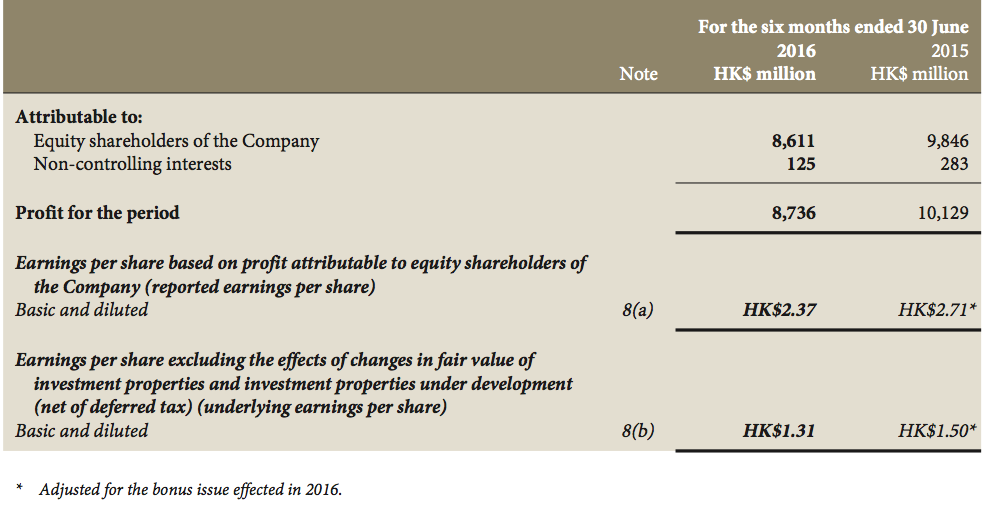 For the six months ended 30 June
2016 2015
Note HK$ million HK$ million
Attributable to:
Equity shareholders of the Company 8,611 9,846
Non-controlling interests 125 283
Profit for the period 8,736 10,129
Earnings per share based on profit attributable to equity shareholders of
the Company (reported earnings per share)
Basic and diluted 8(a) HK$2.37 HK$2.71*
Earnings per share excluding the effects of changes in fair value of
investment properties and investment properties under development
(net of deferred tax) (underlying earnings per share)
Basic and diluted 8(b) HK$1.31 HK$1.50*
* Adjusted for the bonus issue effected in 2016.